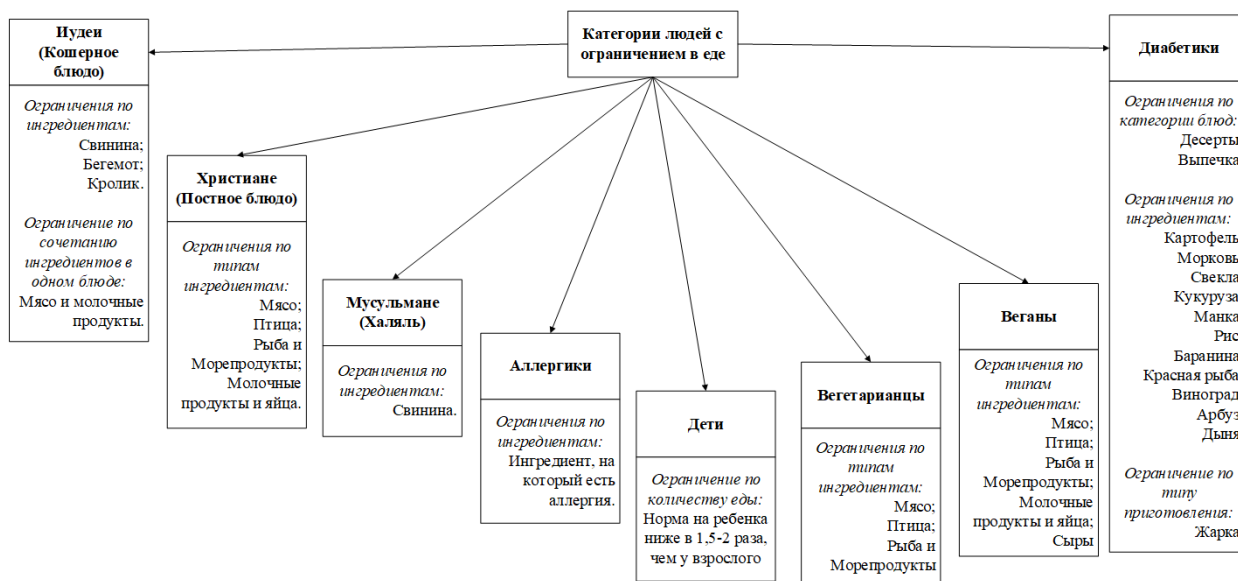 Категории людей с
ограничением в еде
Иудеи
(Кошерное
блюдо)
Ограничения по
ингредиентам:
Свинина;
Бегемот;
Кролик.
Ограничение по
сочетанию
ингредиентов в
одном блюде:
Мясо и молочные
продукты.
Христиане
(Постное блюдо)
Ограничения по
типам
ингредиентам:
Мясо;
Птица;
Рыба и
Морепродукты;
Молочные
продукты и яйца.
Мусульмане
(Халяль)
Ограничения по
ингредиентам:
Свинина.
Аллергики
Ограничения по
ингредиентам:
Ингредиент, на
который есть
аллергия.
Дети
Ограничение по
количеству еды:
Норма на ребенка
ниже в 1,5-2 раза,
чем у взрослого
Вегетарианцы
Ограничения по
типам
ингредиентам:
Мясо;
Птица;
Рыба и
Морепродукты
Веганы
Ограничения по
типам
ингредиентам:
Мясо;
Птица;
Рыба и
Морепродукты;
Молочные
продукты и яйца;
Сыры
Диабетики
Ограничения по
категории блюд:
Десерты
Выпечка
Ограничения по
ингредиентам:
Картофель
Морковь
Свекла
Кукуруза
Манка
Рис
Баранина
Красная рыба
Виноград
Арбуз
Дыня
Ограничение по
типу
приготовления:
Жарка